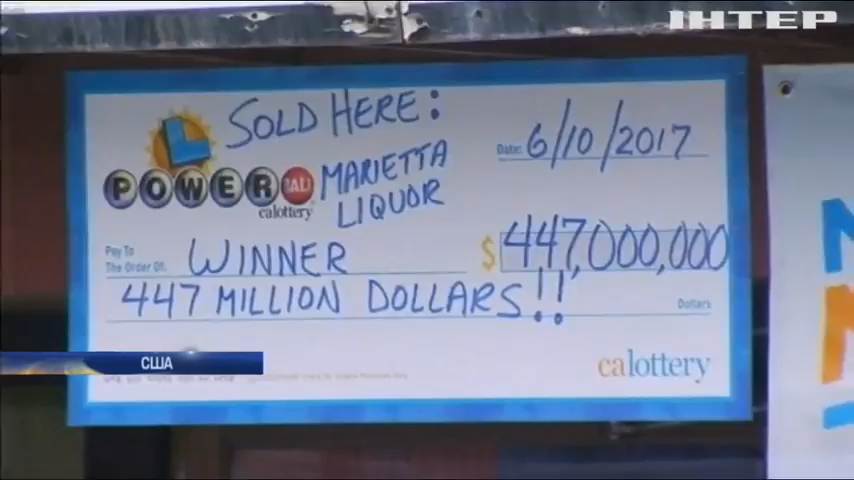 ІНТЕР
SOLD HERE:
Date: 6/10/2017
POWERBALL
calottery
MARIETTA
LIQUOR
Pay To
The Order Of: WINNER $447,000,000
447 MILLION DOLLARS!! Dollars
США
calottery